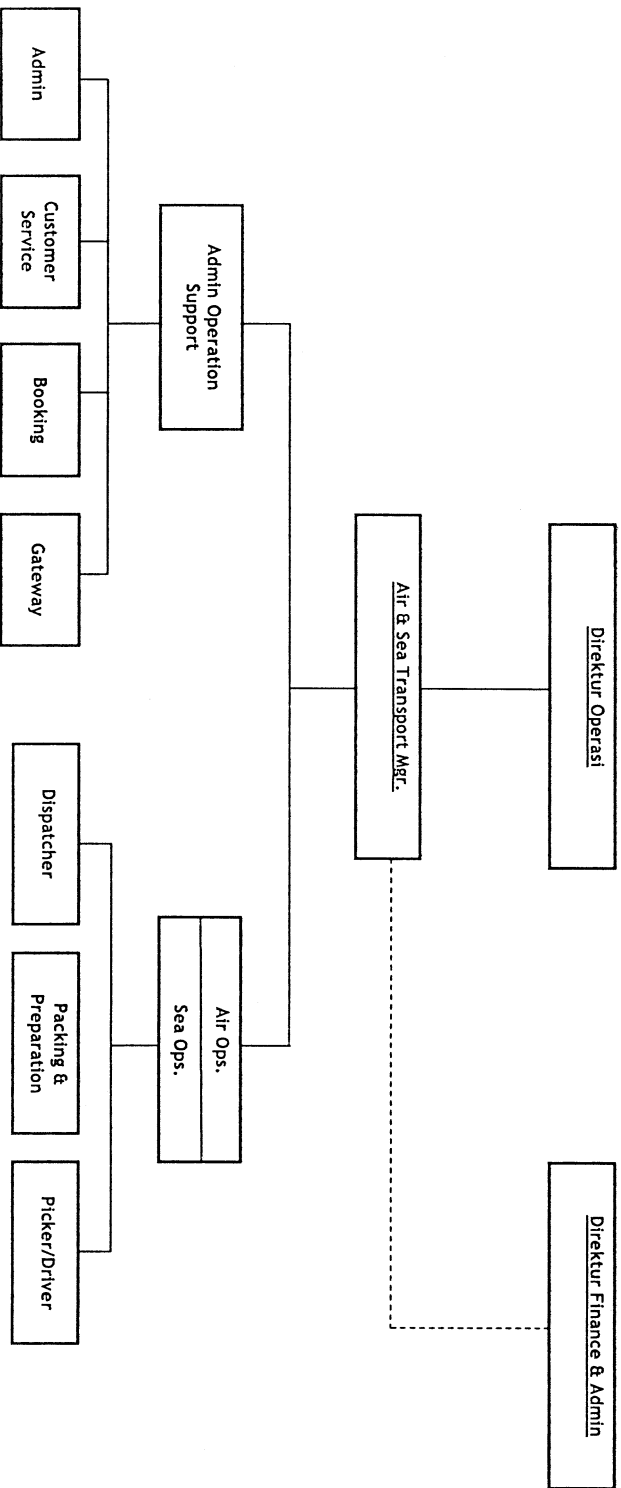 Direktur Operasi
Direktur Finance & Admin
Air & Sea Transport Mgr.
Admin Operation
Support
Air Ops.
Sea Ops.
Admin
Customer
Service
Booking
Gateway
Dispatcher
Packing &
Preparation
Picker/Driver